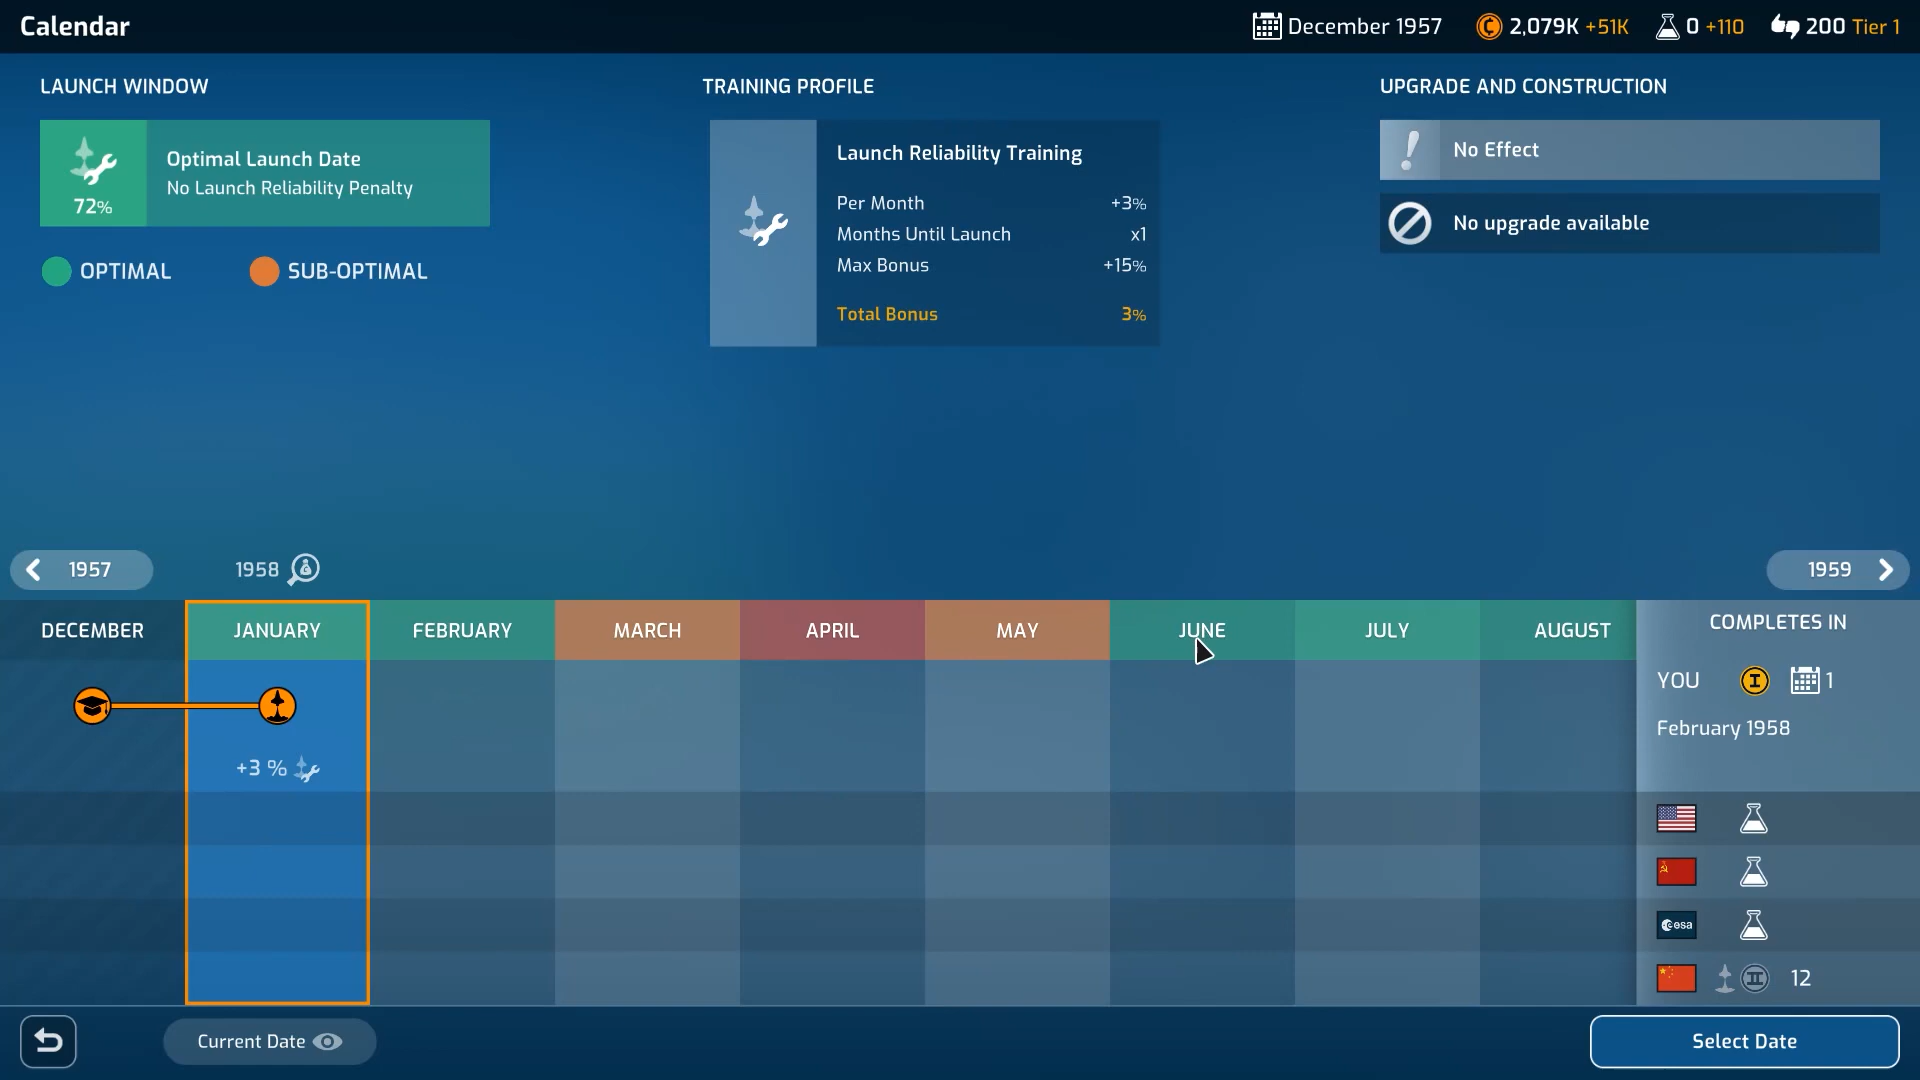 Calendar
December 1957
2,079K +51K
0 +110
200 Tier 1
LAUNCH WINDOW
72%
Optimal Launch Date
No Launch Reliability Penalty
OPTIMAL
SUB-OPTIMAL
TRAINING PROFILE
Launch Reliability Training
Per Month +3%
Months Until Launch x1
Max Bonus +15%
Total Bonus 3%
UPGRADE AND CONSTRUCTION
No Effect
No upgrade available
1957
1958
1959
DECEMBER
JANUARY
FEBRUARY
MARCH
APRIL
MAY
JUNE
JULY
AUGUST
+3 %
COMPLETES IN
YOU I 1
February 1958
esa
II 12
Current Date
Select Date